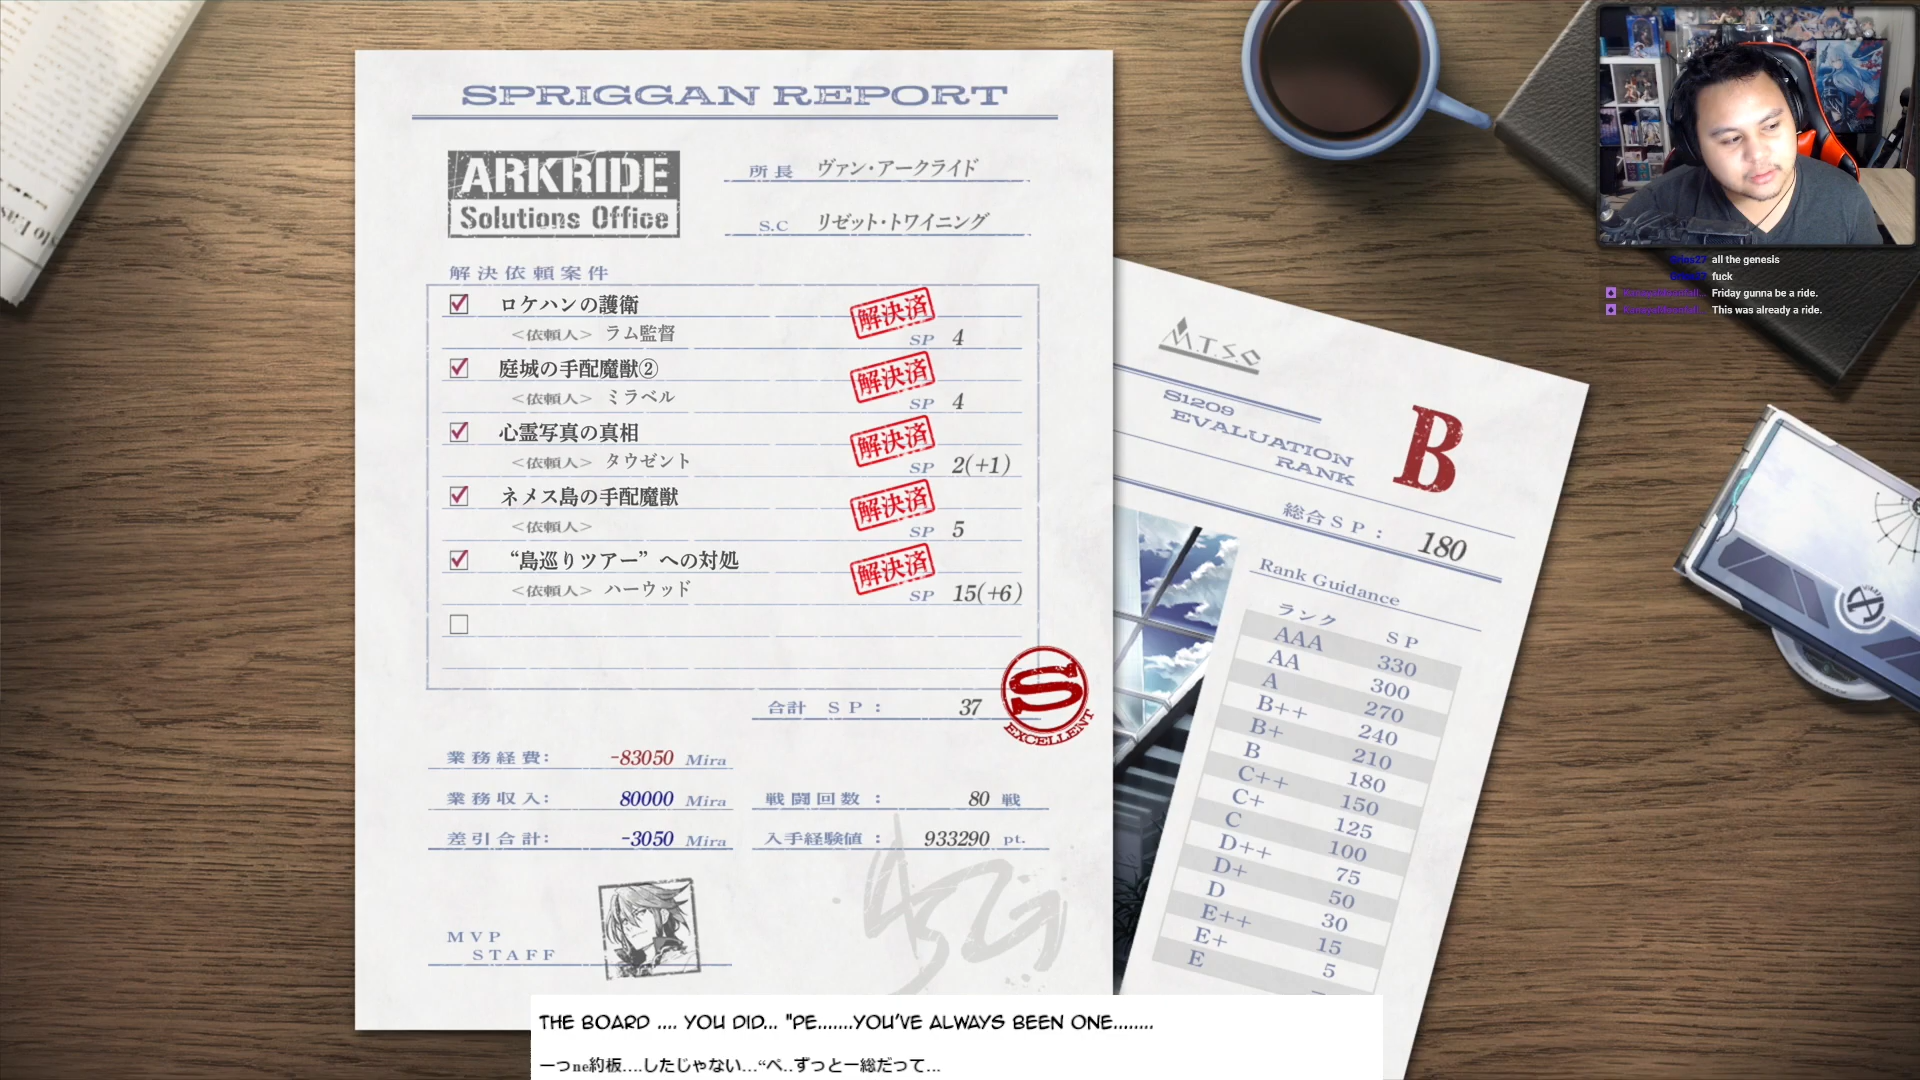 SPRIGGAN REPORT
ARKRIDE
Solutions Office
所長 ヴァン・アークライド
S.C リゼット・トワイニング
解決依頼案件
ロケハンの護衛
<依頼人> ラム監督
解決済
SP 4
庭城の手配魔獣②
<依頼人> ミラベル
解決済
SP 4
心霊写真の真相
<依頼人> タウゼント
解決済
SP 2(+1)
ネメス島の手配魔獣
<依頼人>
解決済
SP 5
“島巡りツアー”への対処
<依頼人> ハーウッド
解決済
SP 15(+6)
合計 SP: 37
S
EXCELLENT
業務経費: -83050 Mira
業務収入: 80000 Mira
差引合計: -3050 Mira
戦闘回数: 80 戦
入手経験値: 933290 pt.
MVP
STAFF
M.T.S.C
S1209
EVALUATION
RANK
B
総合SP: 180
Rank Guidance
ランク SP
AAA 330
AA 300
A 270
B++ 240
B+ 210
B 180
C++ 150
C+ 125
C 100
D++ 75
D+ 50
D 30
E++ 15
E+ 5
E
all the genesis
fuck
Friday gunna be a ride.
This was already a ride.
THE BOARD .... YOU DID... "PE.......YOU'VE ALWAYS BEEN ONE........
一つne約板....したじゃない...“ペ..ずっと一総だって...